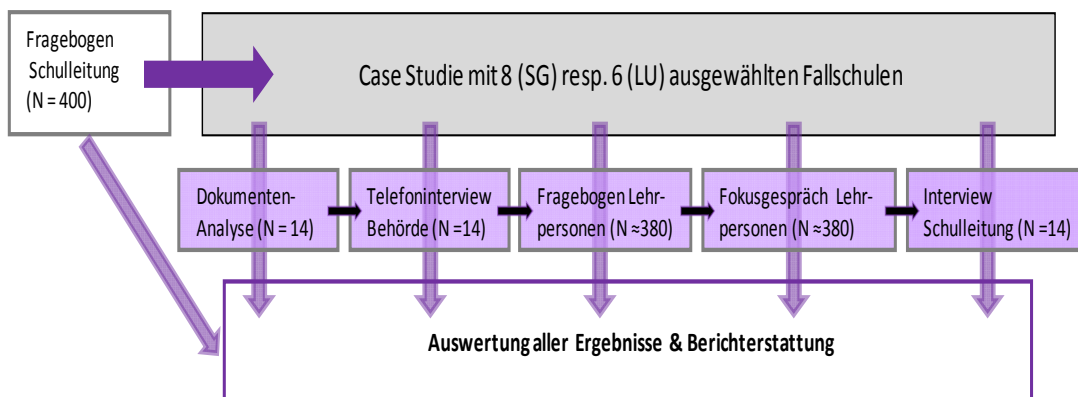 Fragebogen
Schulleitung
(N = 400)
Case Studie mit 8 (SG) resp. 6 (LU) ausgewählten Fallschulen
Dokumenten-
Analyse (N = 14)
Telefoninterview
Behörde (N =14)
Fragebogen Lehr-
personen (N ≈380)
Fokusgespräch Lehr-
personen (N ≈380)
Interview
Schulleitung (N =14)
Auswertung aller Ergebnisse & Berichterstattung